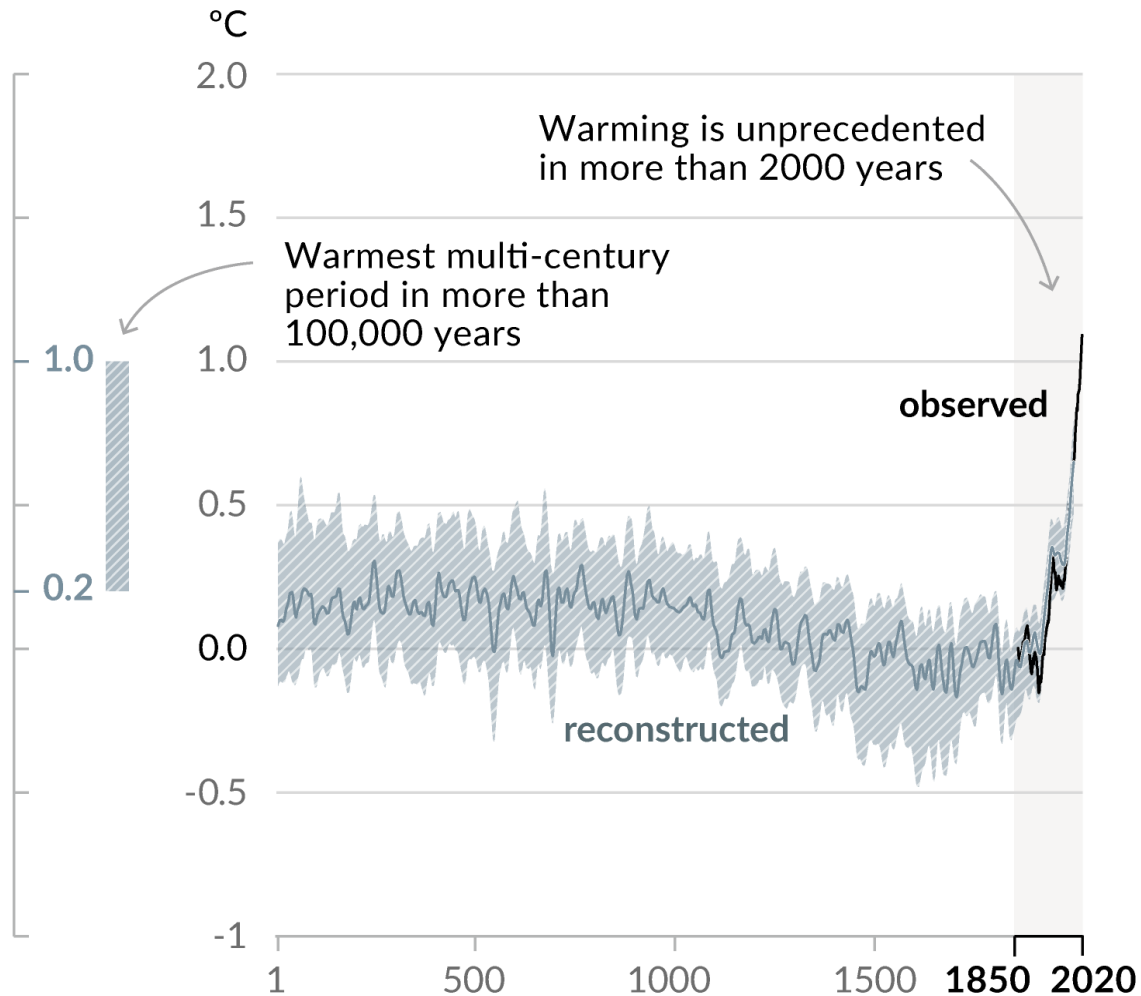 ºC
2.0
Warming is unprecedented
in more than 2000 years
1.5
Warmest multi-century
period in more than
100,000 years
1.0
1.0
observed
0.5
0.2
0.0
reconstructed
-0.5
-1
1 500 1000 1500 1850 2020